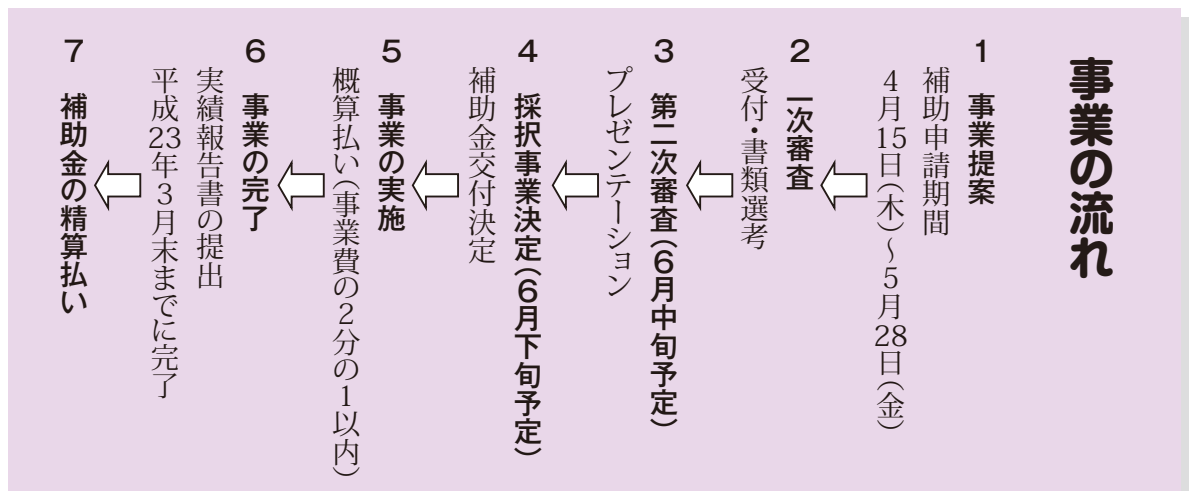 事業の流れ
1 事業提案
補助申請期間
4月15日（木）～5月28日（金）
2 一次審査
受付・書類選考
3 第二次審査（6月中旬予定）
プレゼンテーション
4 採択事業決定（6月下旬予定）
補助金交付決定
5 事業の実施
概算払い（事業費の2分の1以内）
6 事業の完了
実績報告書の提出
平成23年3月末までに完了
7 補助金の精算払い